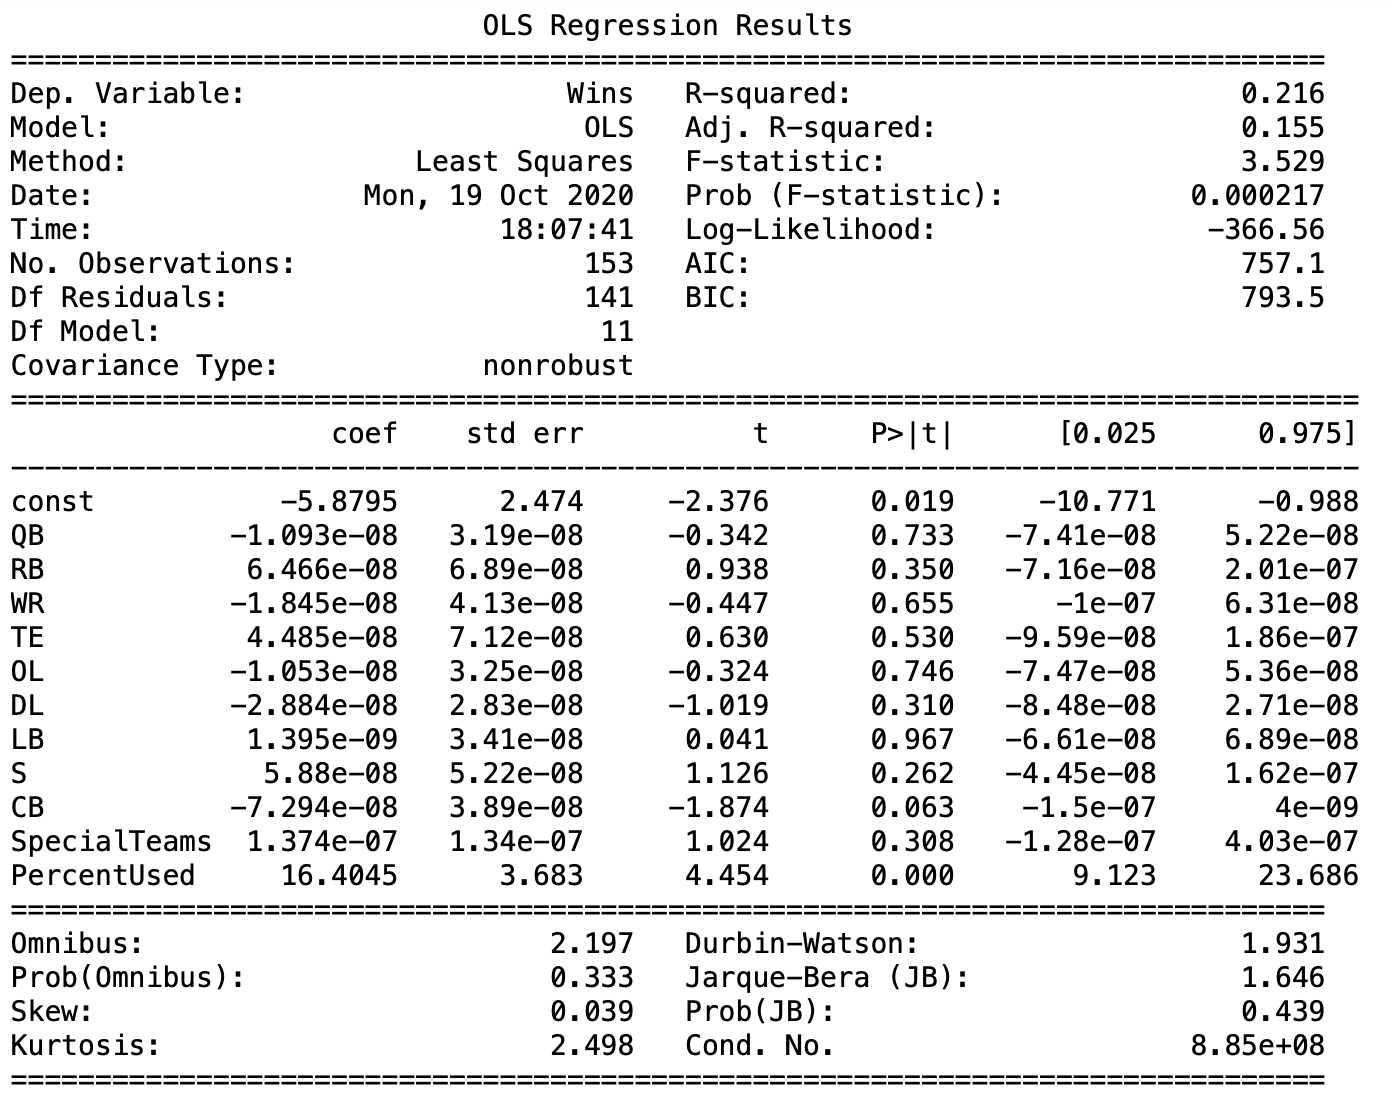 OLS Regression Results
==============================================================================
Dep. Variable:                   Wins   R-squared:                       0.216
Model:                            OLS   Adj. R-squared:                  0.155
Method:                 Least Squares   F-statistic:                     3.529
Date:                Mon, 19 Oct 2020   Prob (F-statistic):           0.000217
Time:                        18:07:41   Log-Likelihood:                -366.56
No. Observations:                 153   AIC:                             757.1
Df Residuals:                     141   BIC:                             793.5
Df Model:                          11
Covariance Type:            nonrobust
================================================================================
                   coef    std err          t      P>|t|      [0.025      0.975]
--------------------------------------------------------------------------------
const           -5.8795      2.474     -2.376      0.019     -10.771      -0.988
QB           -1.093e-08   3.19e-08     -0.342      0.733   -7.41e-08    5.22e-08
RB            6.466e-08   6.89e-08      0.938      0.350   -7.16e-08    2.01e-07
WR           -1.845e-08   4.13e-08     -0.447      0.655      -1e-07    6.31e-08
TE            4.485e-08   7.12e-08      0.630      0.530   -9.59e-08    1.86e-07
OL           -1.053e-08   3.25e-08     -0.324      0.746   -7.47e-08    5.36e-08
DL           -2.884e-08   2.83e-08     -1.019      0.310   -8.48e-08    2.71e-08
LB            1.395e-09   3.41e-08      0.041      0.967   -6.61e-08    6.89e-08
S              5.88e-08   5.22e-08      1.126      0.262   -4.45e-08    1.62e-07
CB           -7.294e-08   3.89e-08     -1.874      0.063    -1.5e-07       4e-09
SpecialTeams  1.374e-07   1.34e-07      1.024      0.308   -1.28e-07    4.03e-07
PercentUsed     16.4045      3.683      4.454      0.000       9.123      23.686
==============================================================================
Omnibus:                        2.197   Durbin-Watson:                   1.931
Prob(Omnibus):                  0.333   Jarque-Bera (JB):                1.646
Skew:                           0.039   Prob(JB):                        0.439
Kurtosis:                       2.498   Cond. No.                     8.85e+08
==============================================================================